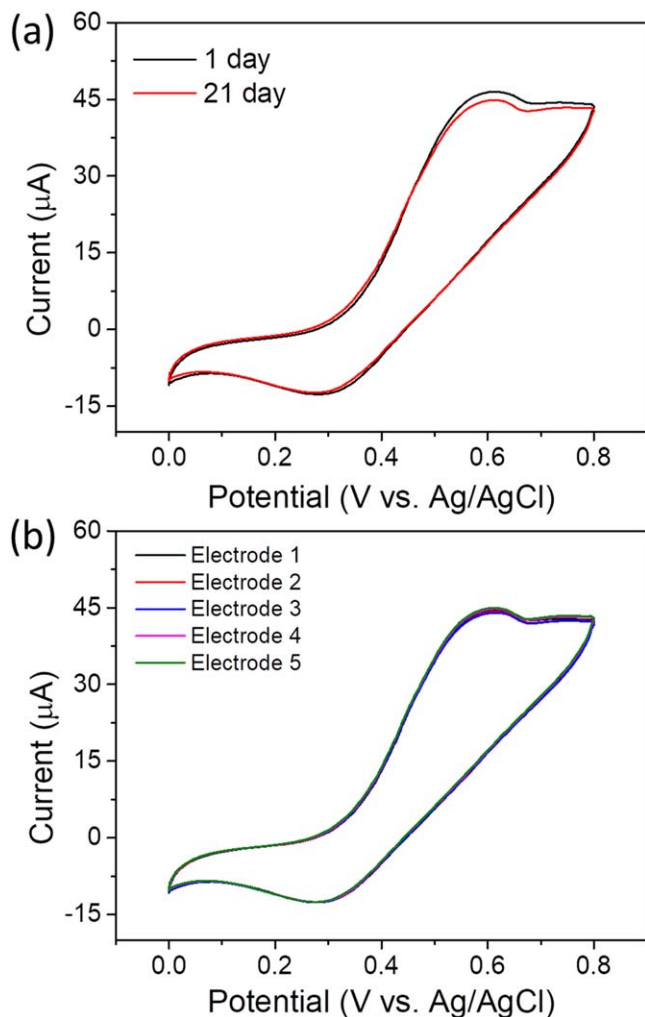 (a)
60
1 day
21 day
45
30
15
0
-15
Current (μA)
0.0 0.2 0.4 0.6 0.8
Potential (V vs. Ag/AgCl)
(b)
60
Electrode 1
Electrode 2
Electrode 3
Electrode 4
Electrode 5
45
30
15
0
-15
Current (μA)
0.0 0.2 0.4 0.6 0.8
Potential (V vs. Ag/AgCl)